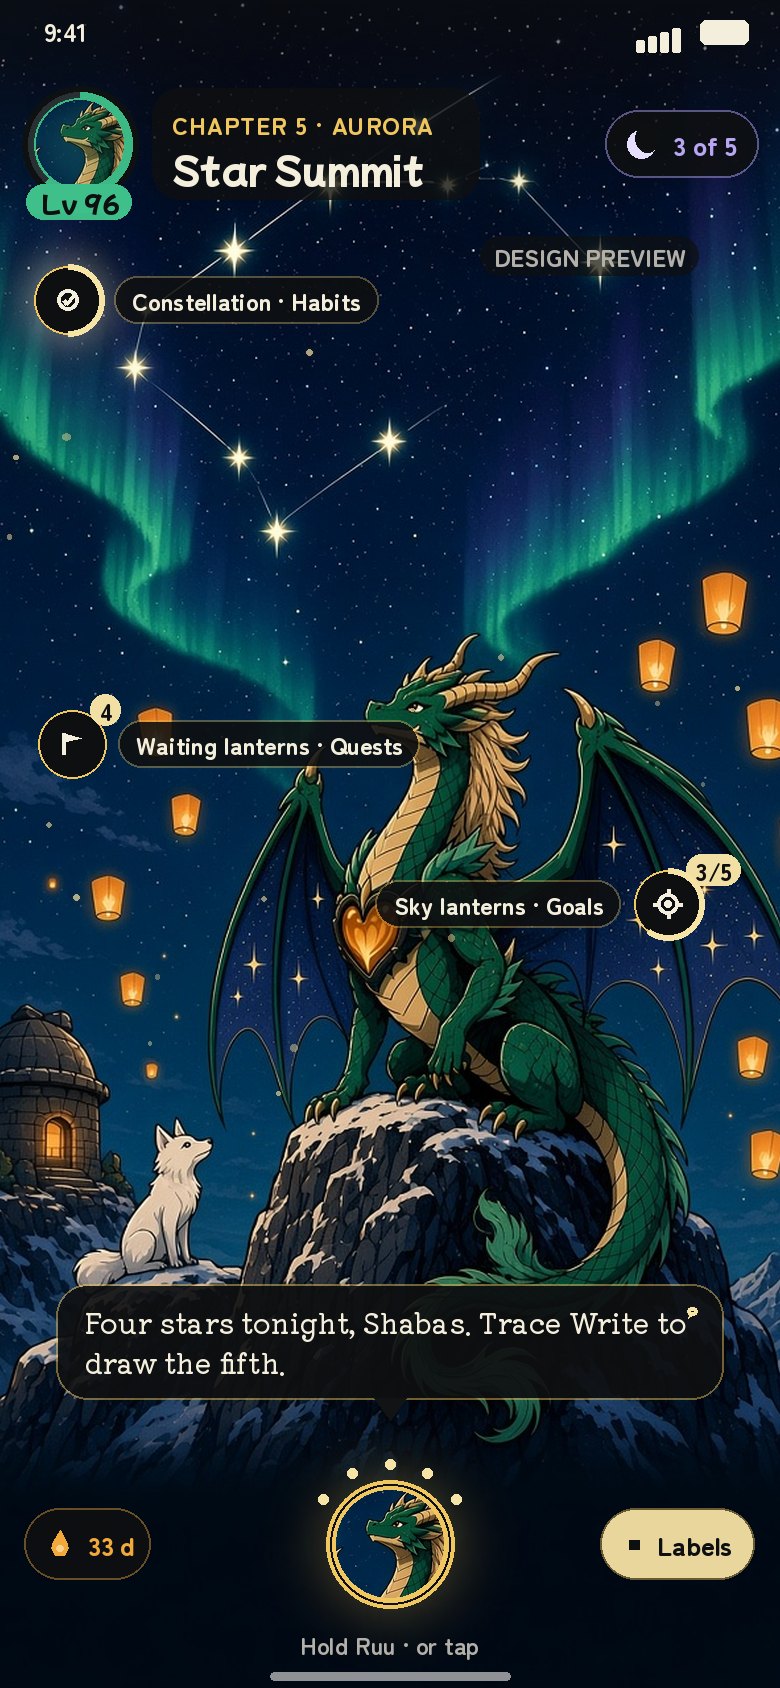 9:41
CHAPTER 5 · AURORA
Star Summit
3 of 5
Lv 96
DESIGN PREVIEW
Constellation · Habits
4
Waiting lanterns · Quests
3/5
Sky lanterns · Goals
Four stars tonight, Shabas. Trace Write to
draw the fifth.
33 d
Labels
Hold Ruu · or tap